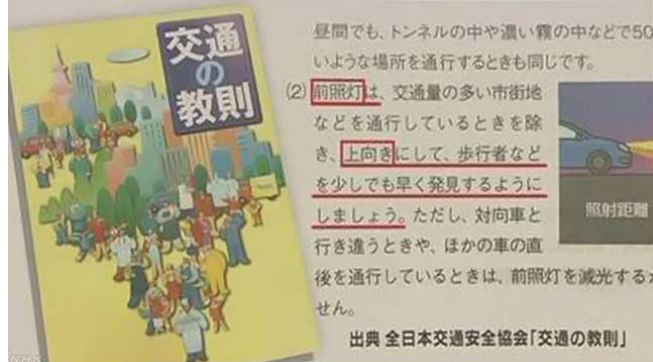 交通
の
教則
昼間でも、トンネルの中や濃い霧の中などで50
いような場所を通行するときも同じです。
(2) 前照灯は、交通量の多い市街地
などを通行しているときを除
き、上向きにして、歩行者など
を少しでも早く発見するように
しましょう。ただし、対向車と
行き違うときや、ほかの車の直
後を通行しているときは、前照灯を減光するか
せん。
照射距離
出典 全日本交通安全協会「交通の教則」
NHK